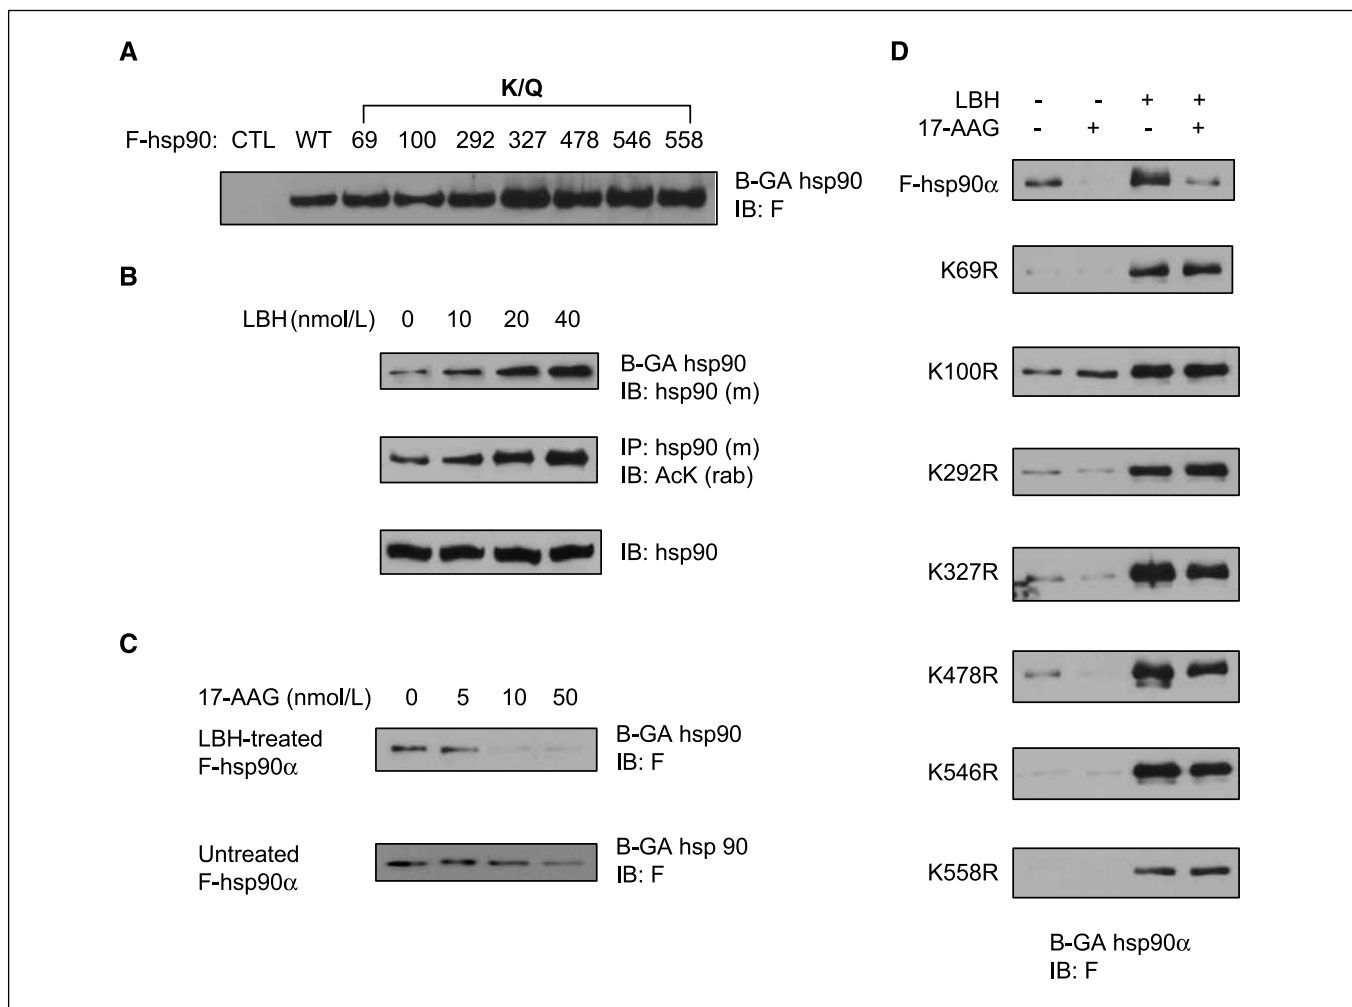 A
K/Q
F-hsp90: CTL WT 69 100 292 327 478 546 558
B-GA hsp90
IB: F
B
LBH (nmol/L) 0 10 20 40
B-GA hsp90
IB: hsp90 (m)
IP: hsp90 (m)
IB: AcK (rab)
IB: hsp90
C
17-AAG (nmol/L) 0 5 10 50
LBH-treated
F-hsp90α
B-GA hsp90
IB: F
Untreated
F-hsp90α
B-GA hsp 90
IB: F
D
LBH - - + +
17-AAG - + - +
F-hsp90α
K69R
K100R
K292R
K327R
K478R
K546R
K558R
B-GA hsp90α
IB: F